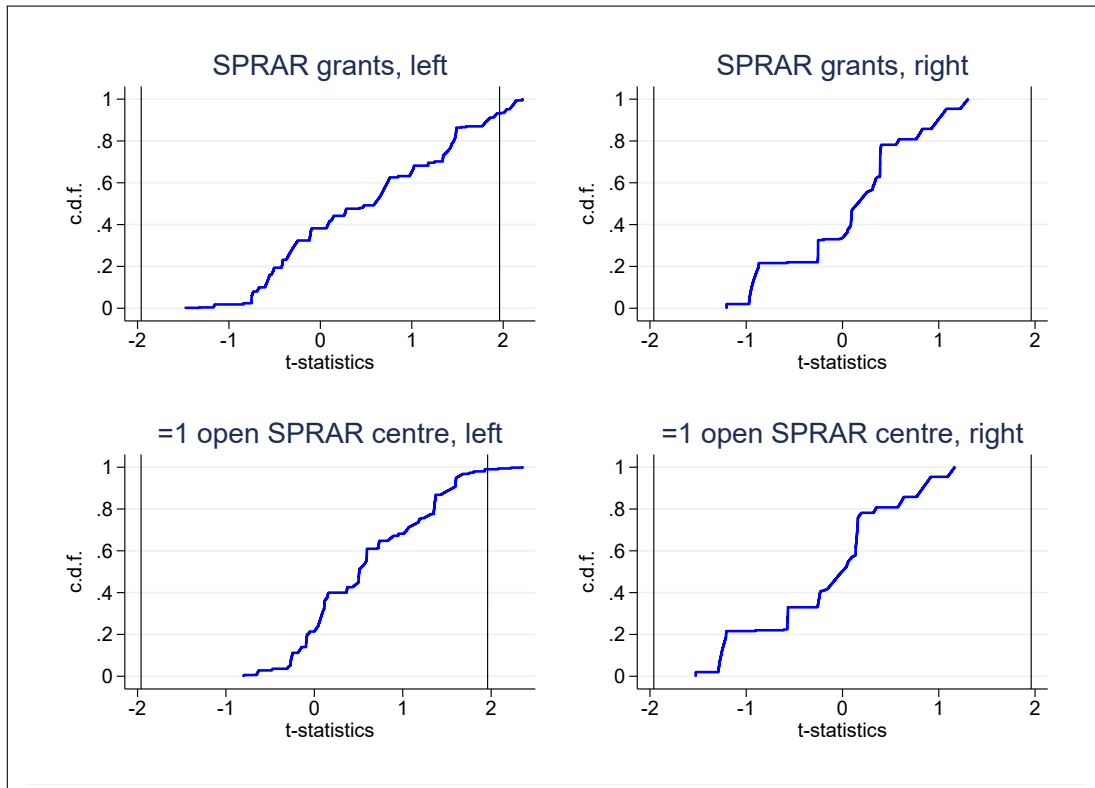 SPRAR grants, left
1
.8
.6
.4
.2
0
c.d.f.
-2 -1 0 1 2
t-statistics
SPRAR grants, right
1
.8
.6
.4
.2
0
c.d.f.
-2 -1 0 1 2
t-statistics
=1 open SPRAR centre, left
1
.8
.6
.4
.2
0
c.d.f.
-2 -1 0 1 2
t-statistics
=1 open SPRAR centre, right
1
.8
.6
.4
.2
0
c.d.f.
-2 -1 0 1 2
t-statistics